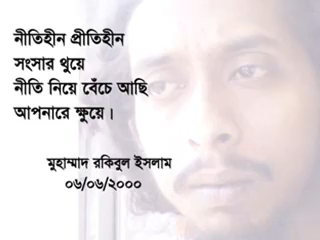 নীতিহীন প্রীতিহীন
সংসার থুয়ে
নীতি নিয়ে বেঁচে আছি
আপনারে ক্ষুয়ে।
মুহাম্মাদ রকিবুল ইসলাম
০৬/০৬/২০০০